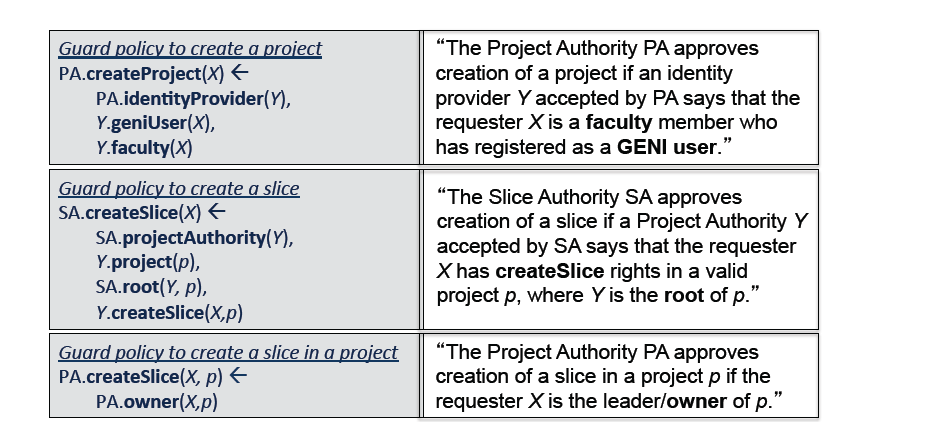 Guard policy to create a project
PA.createProject(X) ←
PA.identityProvider(Y),
Y.geniUser(X),
Y.faculty(X)
“The Project Authority PA approves
creation of a project if an identity
provider Y accepted by PA says that the
requester X is a faculty member who
has registered as a GENI user.”
Guard policy to create a slice
SA.createSlice(X) ←
SA.projectAuthority(Y),
Y.project(p),
SA.root(Y, p),
Y.createSlice(X,p)
“The Slice Authority SA approves
creation of a slice if a Project Authority Y
accepted by SA says that the requester
X has createSlice rights in a valid
project p, where Y is the root of p.”
Guard policy to create a slice in a project
PA.createSlice(X, p) ←
PA.owner(X,p)
“The Project Authority PA approves
creation of a slice in a project p if the
requester X is the leader/owner of p.”